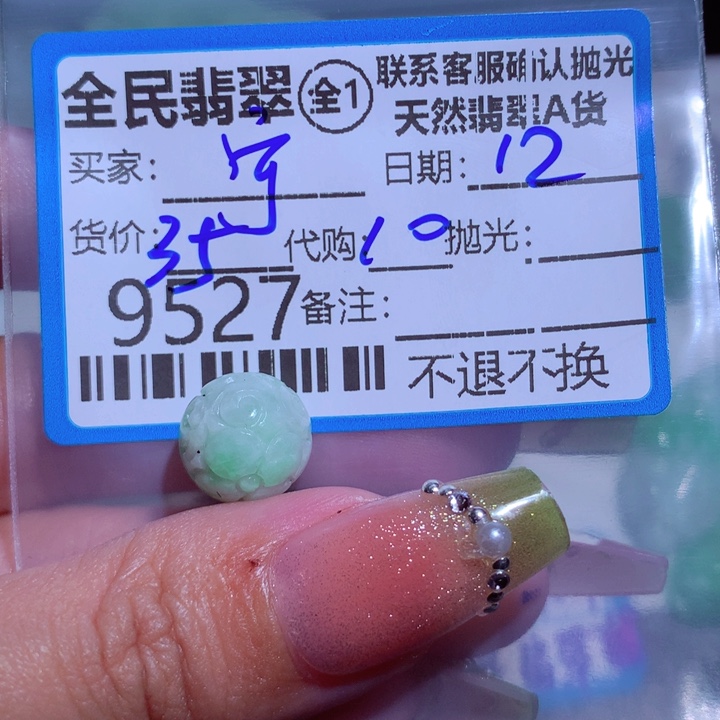 全民翡翠 全1 联系客服确认抛光
天然翡翠A货
买家： 日期：12
货价：35 代购10 抛光：
9527 备注：
不退不换